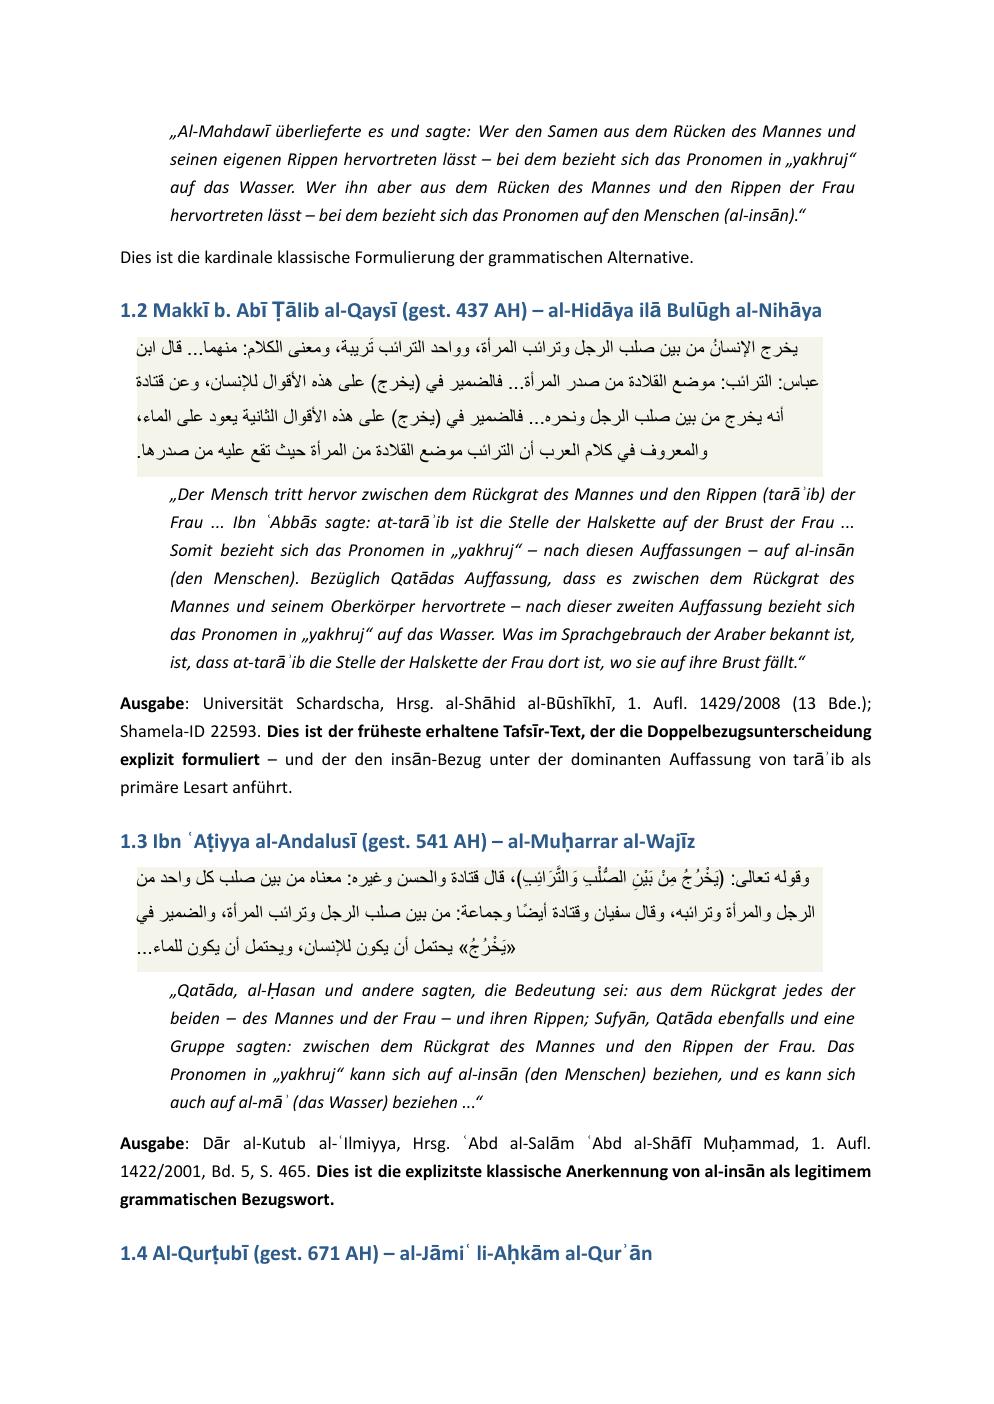 „Al-Mahdawī überlieferte es und sagte: Wer den Samen aus dem Rücken des Mannes und
seinen eigenen Rippen hervortreten lässt – bei dem bezieht sich das Pronomen in „yakhruj“
auf das Wasser. Wer ihn aber aus dem Rücken des Mannes und den Rippen der Frau
hervortreten lässt – bei dem bezieht sich das Pronomen auf den Menschen (al-insān).“
Dies ist die kardinale klassische Formulierung der grammatischen Alternative.
1.2 Makkī b. Abī Ṭālib al-Qaysī (gest. 437 AH) – al-Hidāya ilā Bulūgh al-Nihāya
يخرج الإنسانُ من بين صلب الرجل وترائب المرأة، وواحد الترائب تَريبة، ومعنى الكلام: منهما... قال ابن
عباس: الترائب: موضع القلادة من صدر المرأة... فالضمير في (يخرج) على هذه الأقوال للإنسان، وعن قتادة
أنه يخرج من بين صلب الرجل ونحره... فالضمير في (يخرج) على هذه الأقوال الثانية يعود على الماء،
والمعروف في كلام العرب أن الترائب موضع القلادة من المرأة حيث تقع عليه من صدرها.
„Der Mensch tritt hervor zwischen dem Rückgrat des Mannes und den Rippen (tarāʾib) der
Frau ... Ibn ʿAbbās sagte: at-tarāʾib ist die Stelle der Halskette auf der Brust der Frau ...
Somit bezieht sich das Pronomen in „yakhruj“ – nach diesen Auffassungen – auf al-insān
(den Menschen). Bezüglich Qatādas Auffassung, dass es zwischen dem Rückgrat des
Mannes und seinem Oberkörper hervortrete – nach dieser zweiten Auffassung bezieht sich
das Pronomen in „yakhruj“ auf das Wasser. Was im Sprachgebrauch der Araber bekannt ist,
ist, dass at-tarāʾib die Stelle der Halskette der Frau dort ist, wo sie auf ihre Brust fällt.“
Ausgabe: Universität Schardscha, Hrsg. al-Shāhid al-Būshīkhī, 1. Aufl. 1429/2008 (13 Bde.);
Shamela-ID 22593. Dies ist der früheste erhaltene Tafsīr-Text, der die Doppelbezugsunterscheidung
explizit formuliert – und der den insān-Bezug unter der dominanten Auffassung von tarāʾib als
primäre Lesart anführt.
1.3 Ibn ʿAṭiyya al-Andalusī (gest. 541 AH) – al-Muḥarrar al-Wajīz
وقوله تعالى: (يَخْرُجُ مِنْ بَيْنِ الصُّلْبِ وَالتَّرَائِبِ)، قال قتادة والحسن وغيره: معناه من بين صلب كل واحد من
الرجل والمرأة وترائبه، وقال سفيان وقتادة أيضًا وجماعة: من بين صلب الرجل وترائب المرأة، والضمير في
«يَخْرُجُ» يحتمل أن يكون للإنسان، ويحتمل أن يكون للماء...
„Qatāda, al-Ḥasan und andere sagten, die Bedeutung sei: aus dem Rückgrat jedes der
beiden – des Mannes und der Frau – und ihren Rippen; Sufyān, Qatāda ebenfalls und eine
Gruppe sagten: zwischen dem Rückgrat des Mannes und den Rippen der Frau. Das
Pronomen in „yakhruj“ kann sich auf al-insān (den Menschen) beziehen, und es kann sich
auch auf al-māʾ (das Wasser) beziehen ...“
Ausgabe: Dār al-Kutub al-ʿIlmiyya, Hrsg. ʿAbd al-Salām ʿAbd al-Shāfī Muḥammad, 1. Aufl.
1422/2001, Bd. 5, S. 465. Dies ist die expliziteste klassische Anerkennung von al-insān als legitimem
grammatischen Bezugswort.
1.4 Al-Qurṭubī (gest. 671 AH) – al-Jāmiʿ li-Aḥkām al-Qurʾān